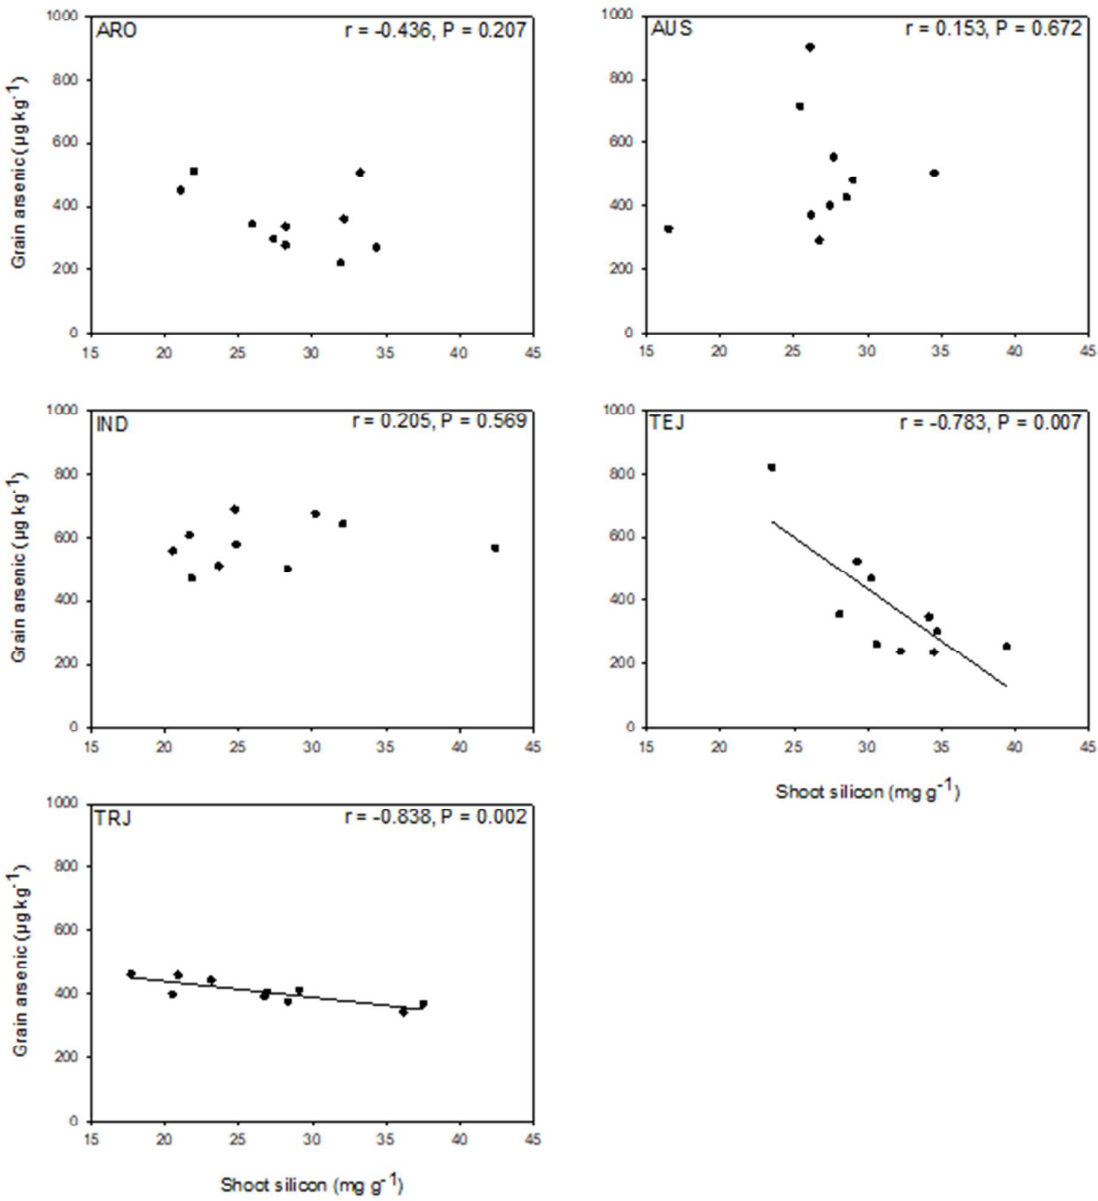 ARO r = -0.436, P = 0.207
Grain arsenic (µg kg⁻¹)
1000
800
600
400
200
0
15 20 25 30 35 40 45
AUS r = 0.153, P = 0.672
1000
800
600
400
200
0
15 20 25 30 35 40 45
IND r = 0.205, P = 0.569
Grain arsenic (µg kg⁻¹)
1000
800
600
400
200
0
15 20 25 30 35 40 45
TEJ r = -0.783, P = 0.007
1000
800
600
400
200
0
15 20 25 30 35 40 45
Shoot silicon (mg g⁻¹)
TRJ r = -0.838, P = 0.002
Grain arsenic (µg kg⁻¹)
1000
800
600
400
200
0
15 20 25 30 35 40 45
Shoot silicon (mg g⁻¹)